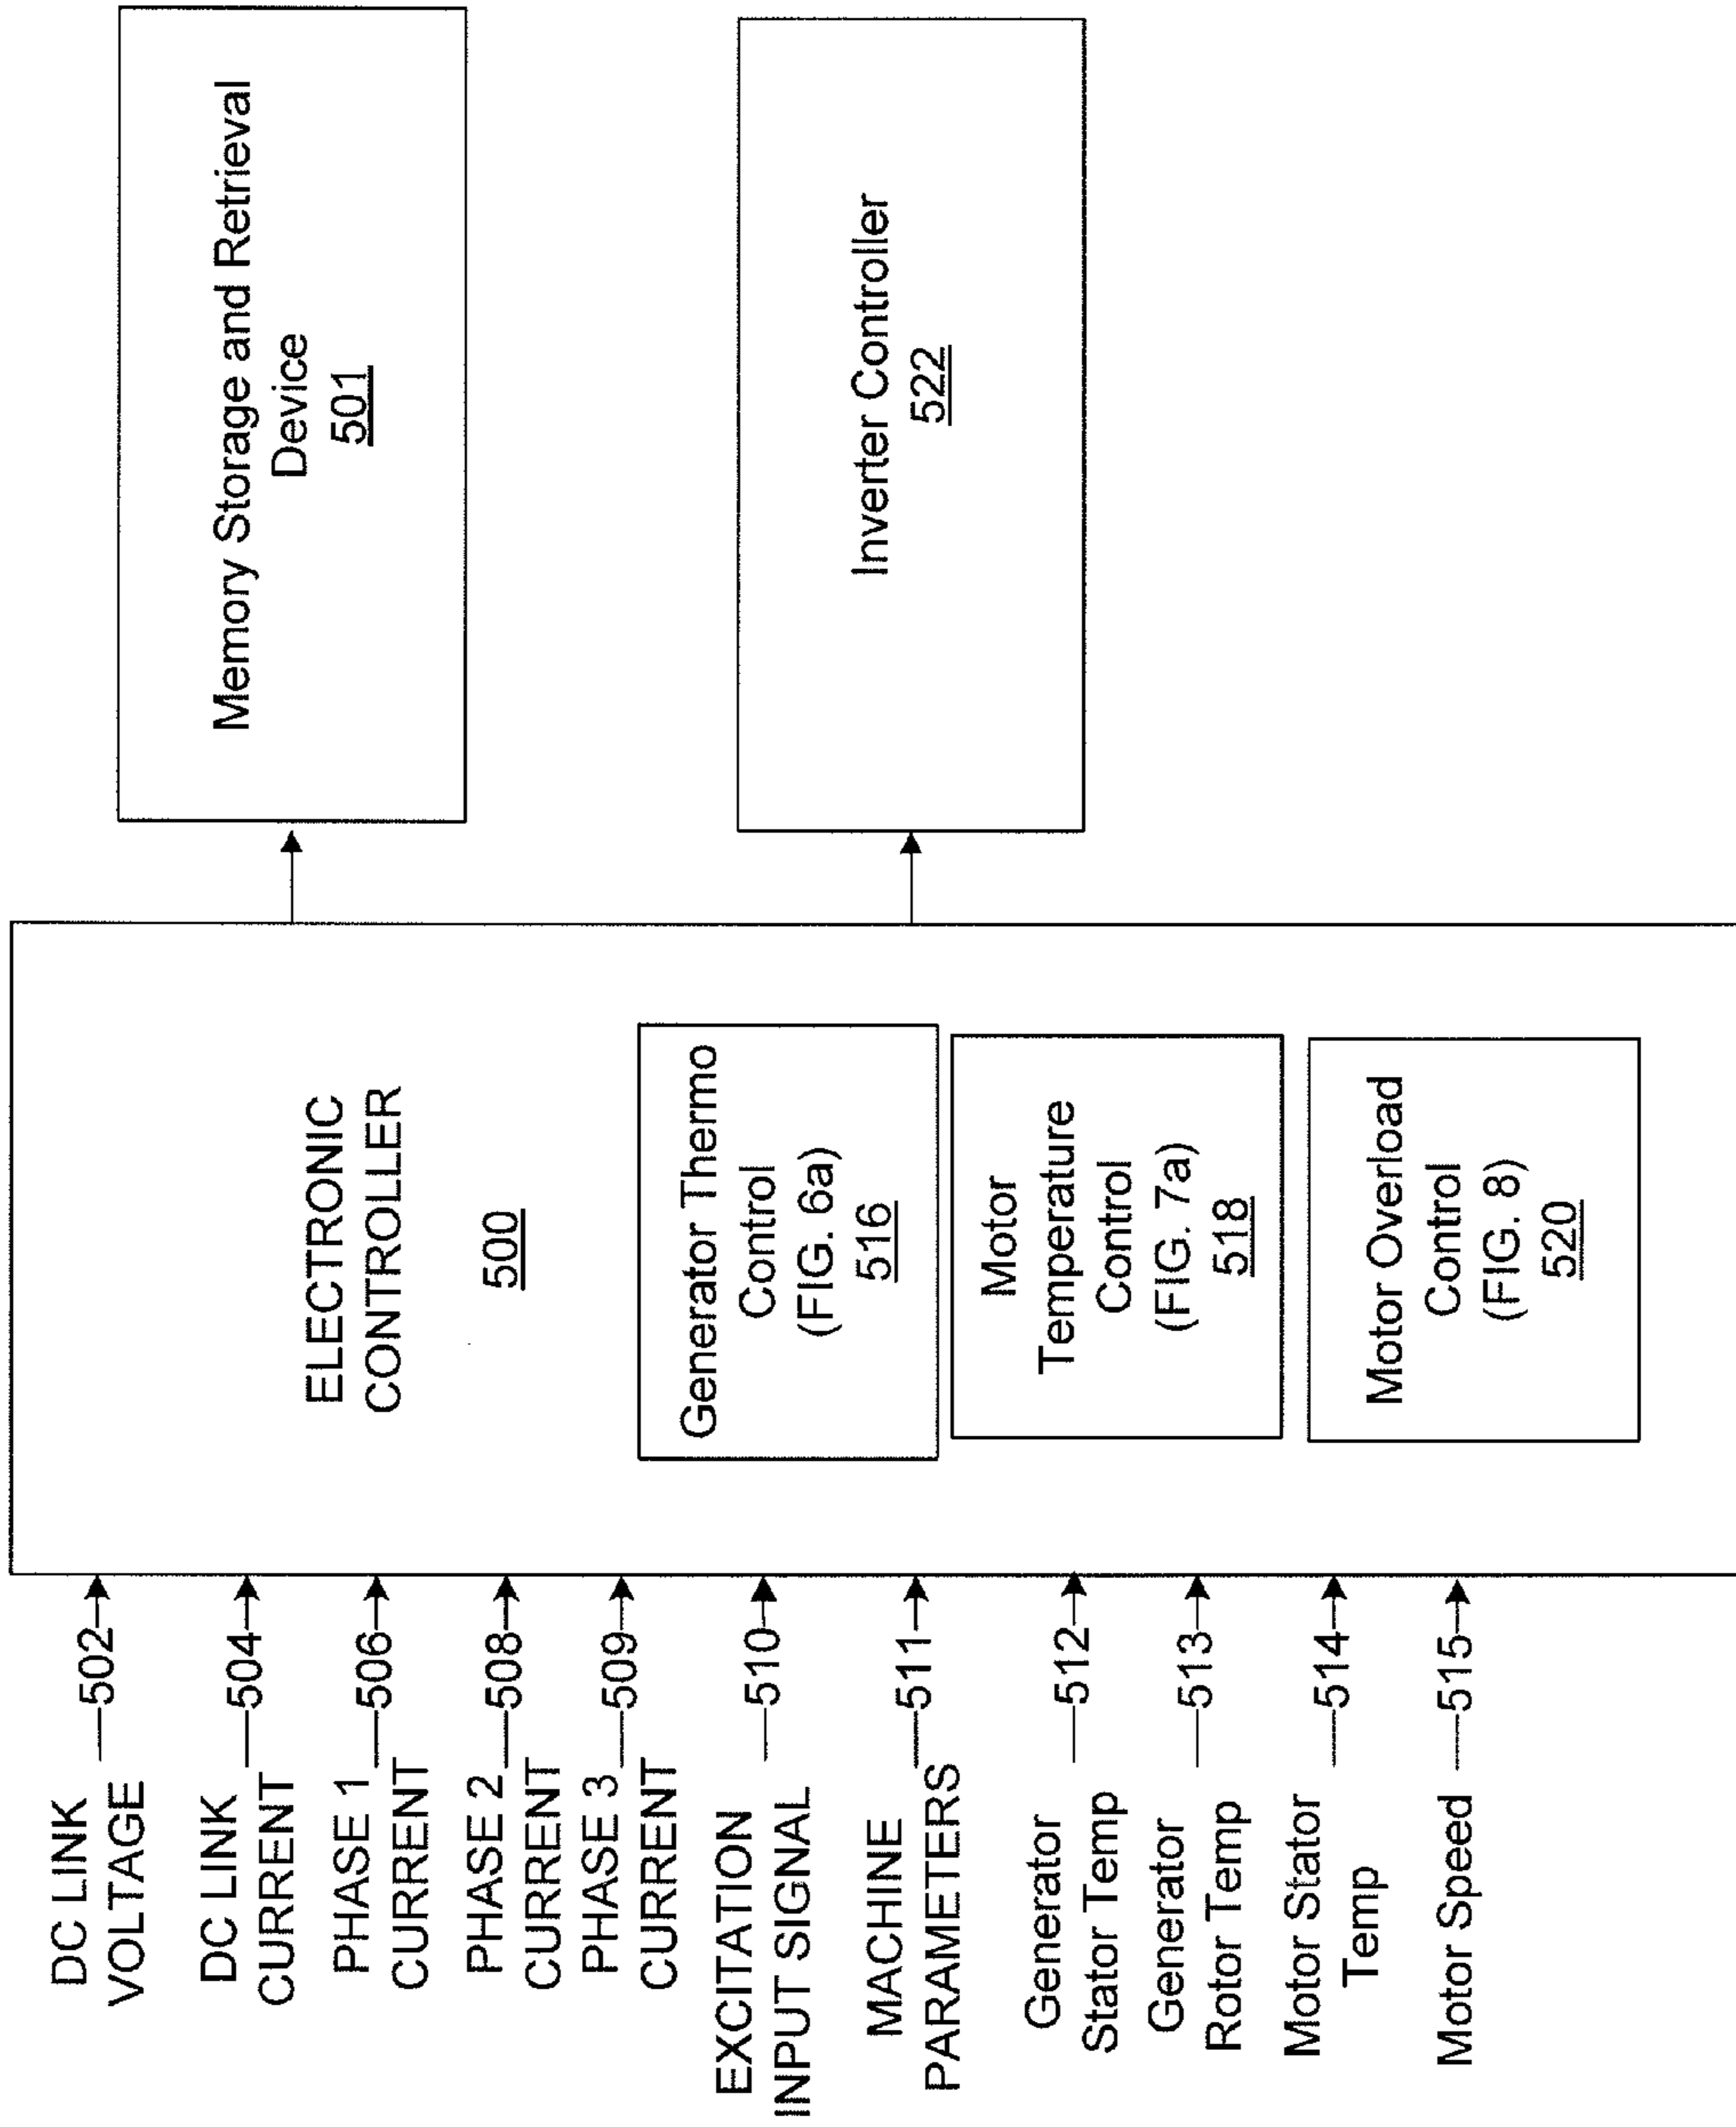 DC LINK
VOLTAGE
502
DC LINK
CURRENT
504
PHASE 1
CURRENT
506
PHASE 2
CURRENT
508
PHASE 3
CURRENT
509
EXCITATION
INPUT SIGNAL
510
MACHINE
PARAMETERS
511
Generator
Stator Temp
512
Generator
Rotor Temp
513
Motor Stator
Temp
514
Motor Speed
515
ELECTRONIC
CONTROLLER
500
Generator Thermo
Control
(FIG. 6a)
516
Motor
Temperature
Control
(FIG. 7a)
518
Motor Overload
Control
(FIG. 8)
520
Memory Storage and Retrieval
Device
501
Inverter Controller
522